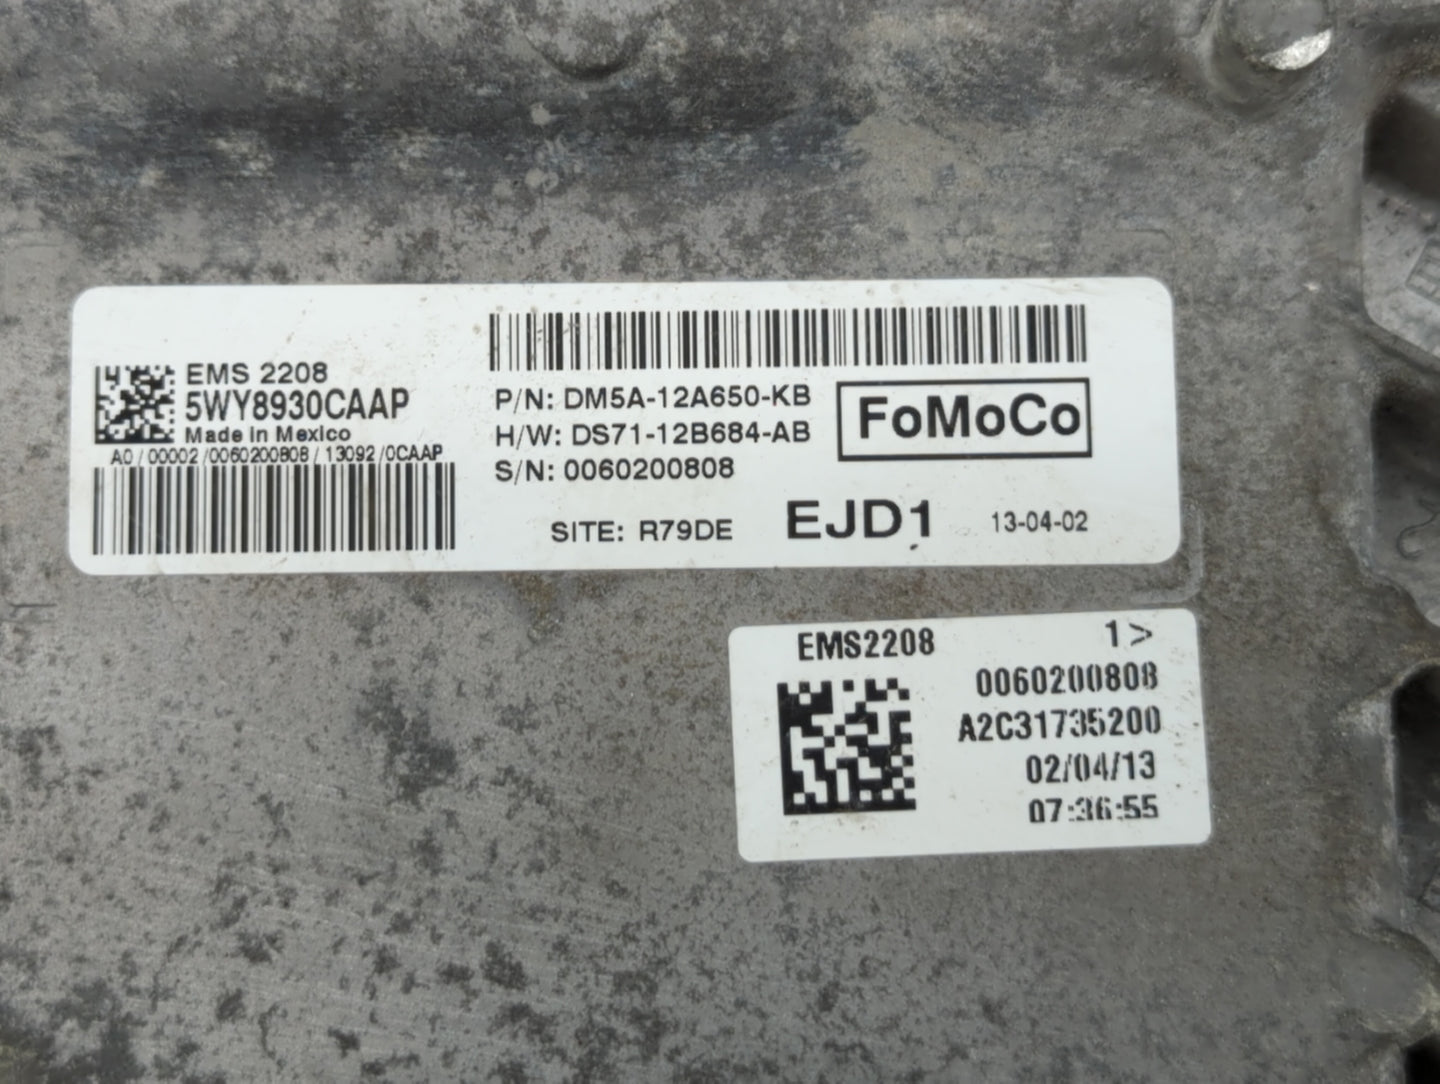 EMS 2208
5WY8930CAAP
Made in Mexico
A0/00002/0060200808/13092/0CAAP
P/N: DM5A-12A650-KB
H/W: DS71-12B684-AB
S/N: 0060200808
FoMoCo
SITE: R79DE
EJD1
13-04-02
EMS2208
1>
0060200808
A2C31735200
02/04/13
07:36:55